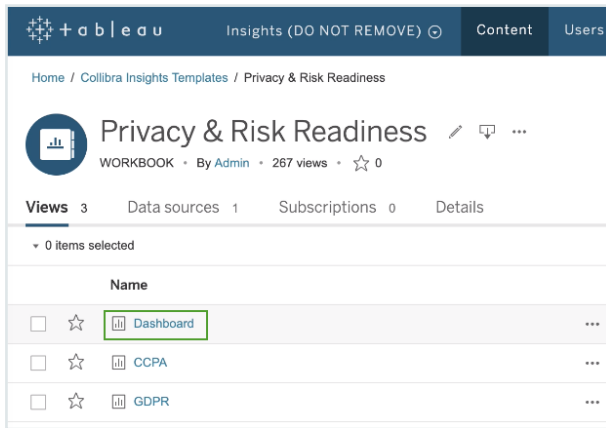 + a b l e a u Insights (DO NOT REMOVE) Content Users
Home / Collibra Insights Templates / Privacy & Risk Readiness
Privacy & Risk Readiness
WORKBOOK • By Admin • 267 views • 0
Views 3 Data sources 1 Subscriptions 0 Details
0 items selected
Name
Dashboard
CCPA
GDPR